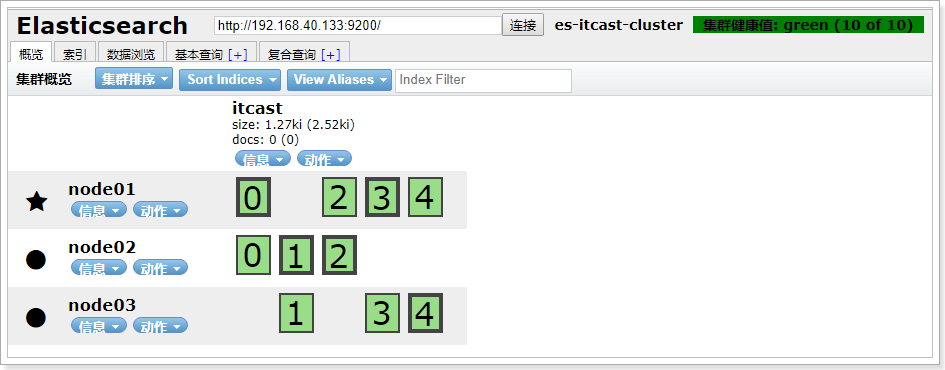 Elasticsearch http://192.168.40.133:9200/ 连接 es-itcast-cluster 集群健康值: green (10 of 10)
概览 索引 数据浏览 基本查询 [+] 复合查询 [+]
集群概览 集群排序 Sort Indices View Aliases Index Filter
itcast
size: 1.27ki (2.52ki)
docs: 0 (0)
信息 动作
node01 0 2 3 4
信息 动作
node02 0 1 2
信息 动作
node03 1 3 4
信息 动作